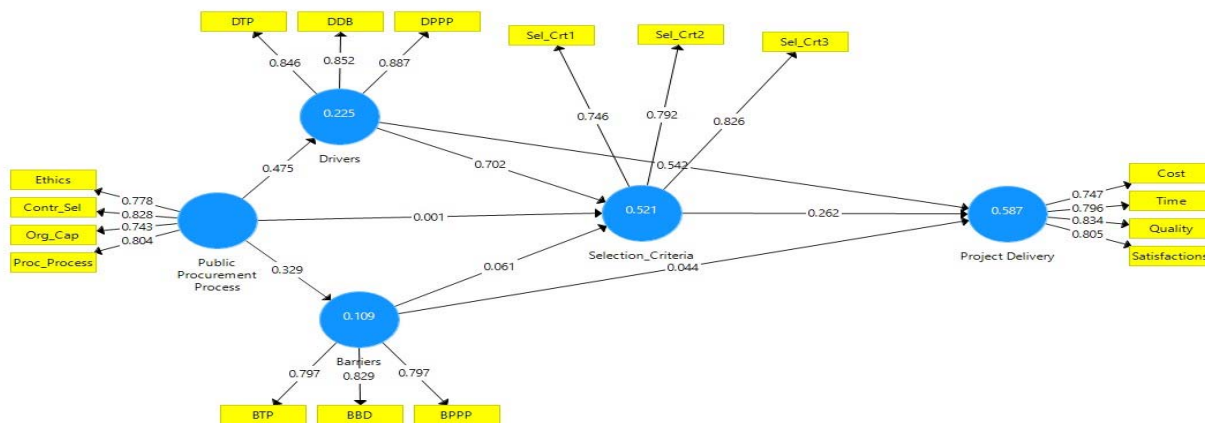 DTP
DDB
DPPP
Sel_Crt1
Sel_Crt2
Sel_Crt3
0.846
0.852
0.887
0.746
0.792
0.826
0.225
Drivers
0.475
0.702
0.542
Ethics
Contr_Sel
Org_Cap
Proc_Process
0.778
0.828
0.743
0.804
Public
Procurement
Process
0.001
0.329
0.521
Selection_Criteria
0.262
0.061
0.044
0.587
Project Delivery
0.747
0.796
0.834
0.805
Cost
Time
Quality
Satisfactions
0.109
Barriers
0.797
0.829
0.797
BTP
BBD
BPPP